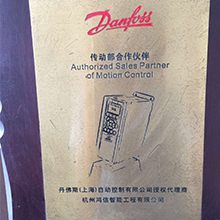 Danfoss
传动部合作伙伴
Authorized Sales Partner
of Motion Control
丹佛斯(上海)自动控制有限公司授权代理商
杭州鸿信智能工程有限公司